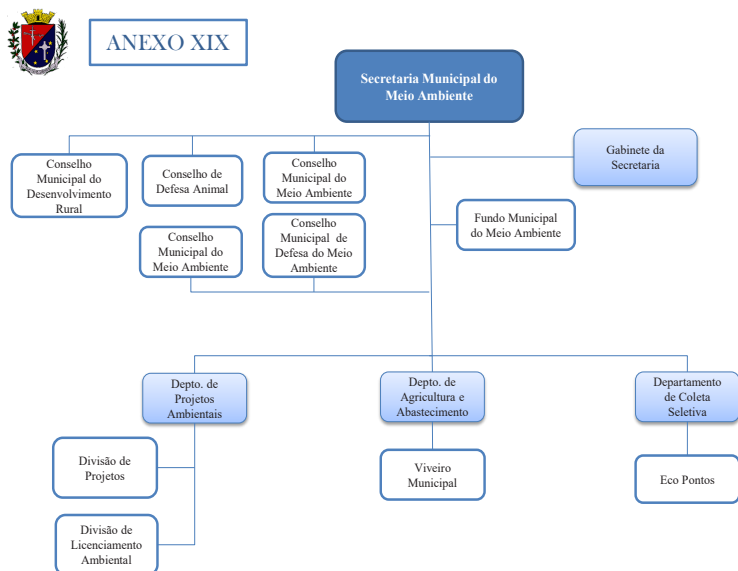 ANEXO XIX
Secretaria Municipal do
Meio Ambiente
Gabinete da
Secretaria
Conselho
Municipal do
Desenvolvimento
Rural
Conselho de
Defesa Animal
Conselho
Municipal do
Meio Ambiente
Fundo Municipal
do Meio Ambiente
Conselho
Municipal do
Meio Ambiente
Conselho
Municipal de
Defesa do Meio
Ambiente
Depto. de
Projetos
Ambientais
Depto. de
Agricultura e
Abastecimento
Departamento
de Coleta
Seletiva
Divisão de
Projetos
Viveiro
Municipal
Eco Pontos
Divisão de
Licenciamento
Ambiental